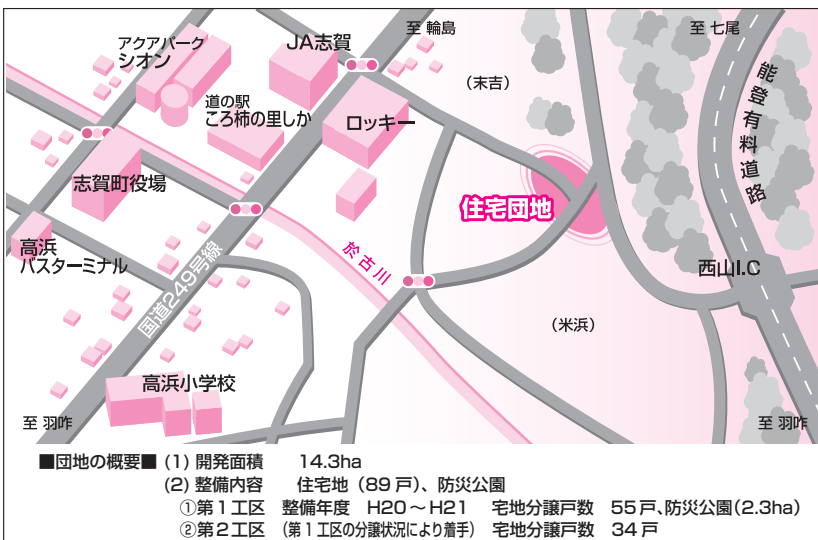 アクアパーク
シオン
JA志賀
至 輪島
至 七尾
(末吉)
能登有料道路
道の駅
ころ柿の里しか
ロッキー
志賀町役場
住宅団地
高浜
バスターミナル
於古川
国道249号線
西山I.C
(米浜)
高浜小学校
至 羽咋
至 羽咋
■団地の概要■ (1) 開発面積 14.3ha
(2) 整備内容 住宅地(89戸)、防災公園
①第1工区 整備年度 H20~H21 宅地分譲戸数 55戸、防災公園(2.3ha)
②第2工区 (第1工区の分譲状況により着手) 宅地分譲戸数 34戸